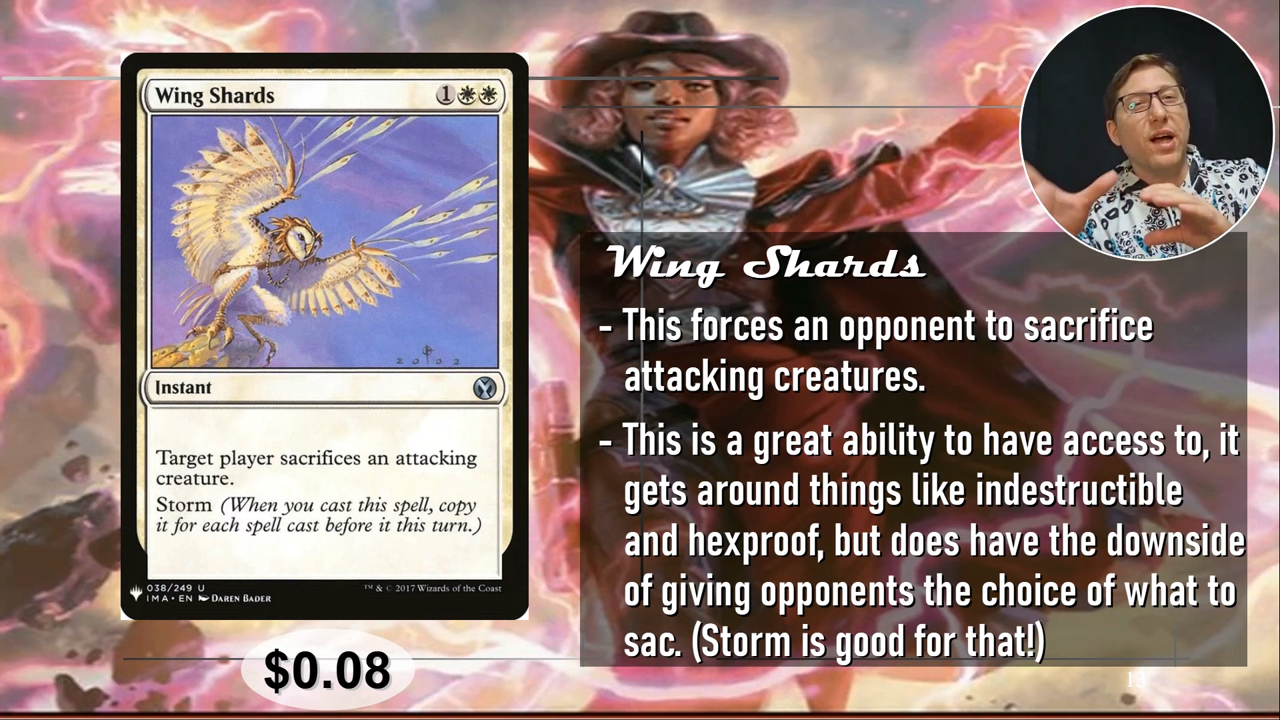 Wing Shards 1
2002
Instant
Target player sacrifices an attacking
creature.
Storm (When you cast this spell, copy
it for each spell cast before it this turn.)
038/249 U
IMA • EN DAREN BADER
™ & © 2017 Wizards of the Coast
$0.08
Wing Shards
- This forces an opponent to sacrifice
attacking creatures.
- This is a great ability to have access to, it
gets around things like indestructible
and hexproof, but does have the downside
of giving opponents the choice of what to
sac. (Storm is good for that!)